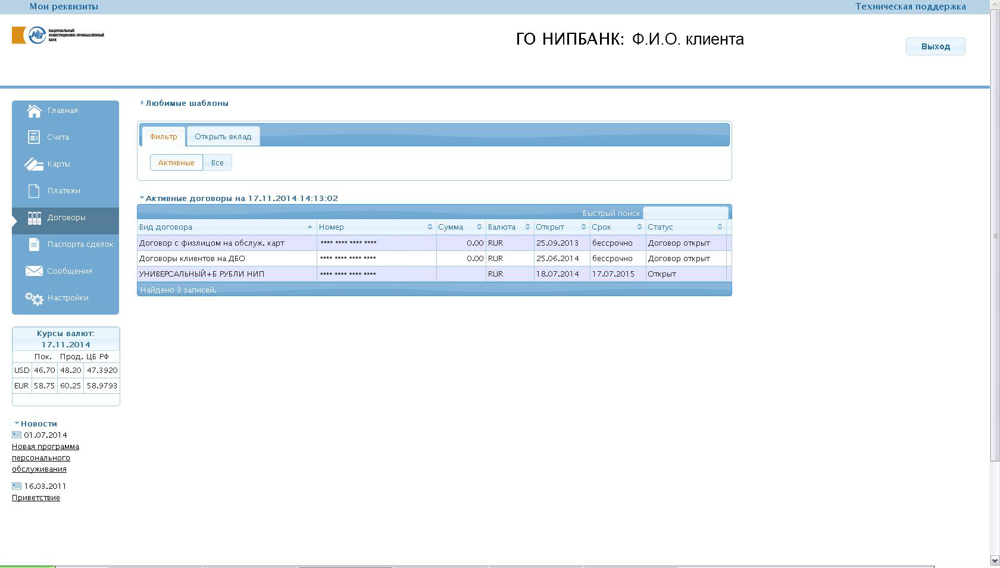 Мои реквизиты
Техническая поддержка
НАЦИОНАЛЬНЫЙ
ИНВЕСТИЦИОННО-ПРОМЫШЛЕННЫЙ
БАНК
ГО НИПБАНК: Ф.И.О. клиента
Выход
Главная
Счета
Карты
Платежи
Договоры
Паспорта сделок
Сообщения
Настройки
Курсы валют:
17.11.2014
Пок. Прод. ЦБ РФ
USD 46.70 48.20 47.3920
EUR 58.75 60.25 58.9793
Новости
01.07.2014
Новая программа
персонального
обслуживания
16.03.2011
Приветствие
Любимые шаблоны
Фильтр Открыть вклад
Активные Все
Активные договоры на 17.11.2014 14:13:02
Быстрый поиск:
Вид договора Номер Сумма Валюта Открыт Срок Статус
Договор с физлицом на обслуж. карт **** **** **** **** 0.00 RUR 25.09.2013 бессрочно Договор открыт
Договоры клиентов на ДБО **** **** **** **** 0.00 RUR 25.06.2014 бессрочно Договор открыт
УНИВЕРСАЛЬНЫЙ+Б РУБЛИ НИП **** **** **** **** RUR 18.07.2014 17.07.2015 Открыт
Найдено 3 записей.